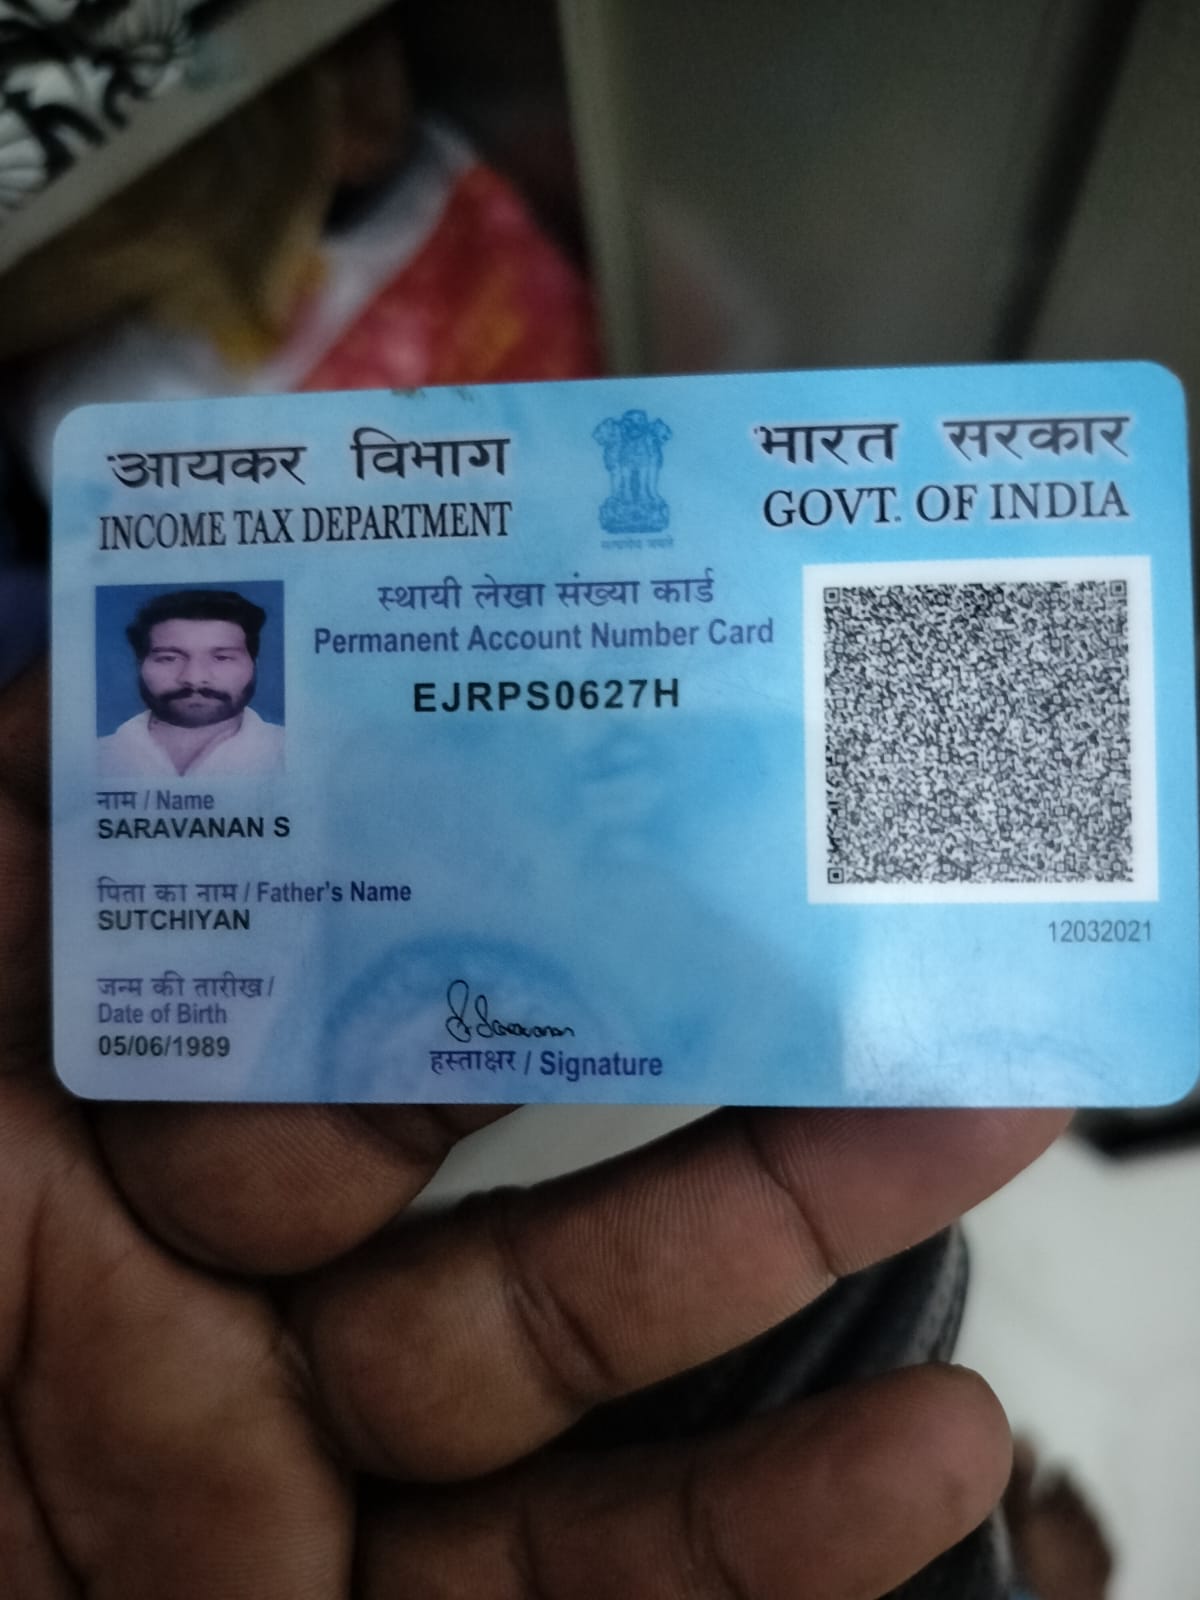 आयकर विभाग
INCOME TAX DEPARTMENT
भारत सरकार
GOVT. OF INDIA
सत्यमेव जयते
स्थायी लेखा संख्या कार्ड
Permanent Account Number Card
EJRPS0627H
नाम / Name
SARAVANAN S
पिता का नाम / Father's Name
SUTCHIYAN
जन्म की तारीख /
Date of Birth
05/06/1989
S. Saravanan
हस्ताक्षर / Signature
12032021